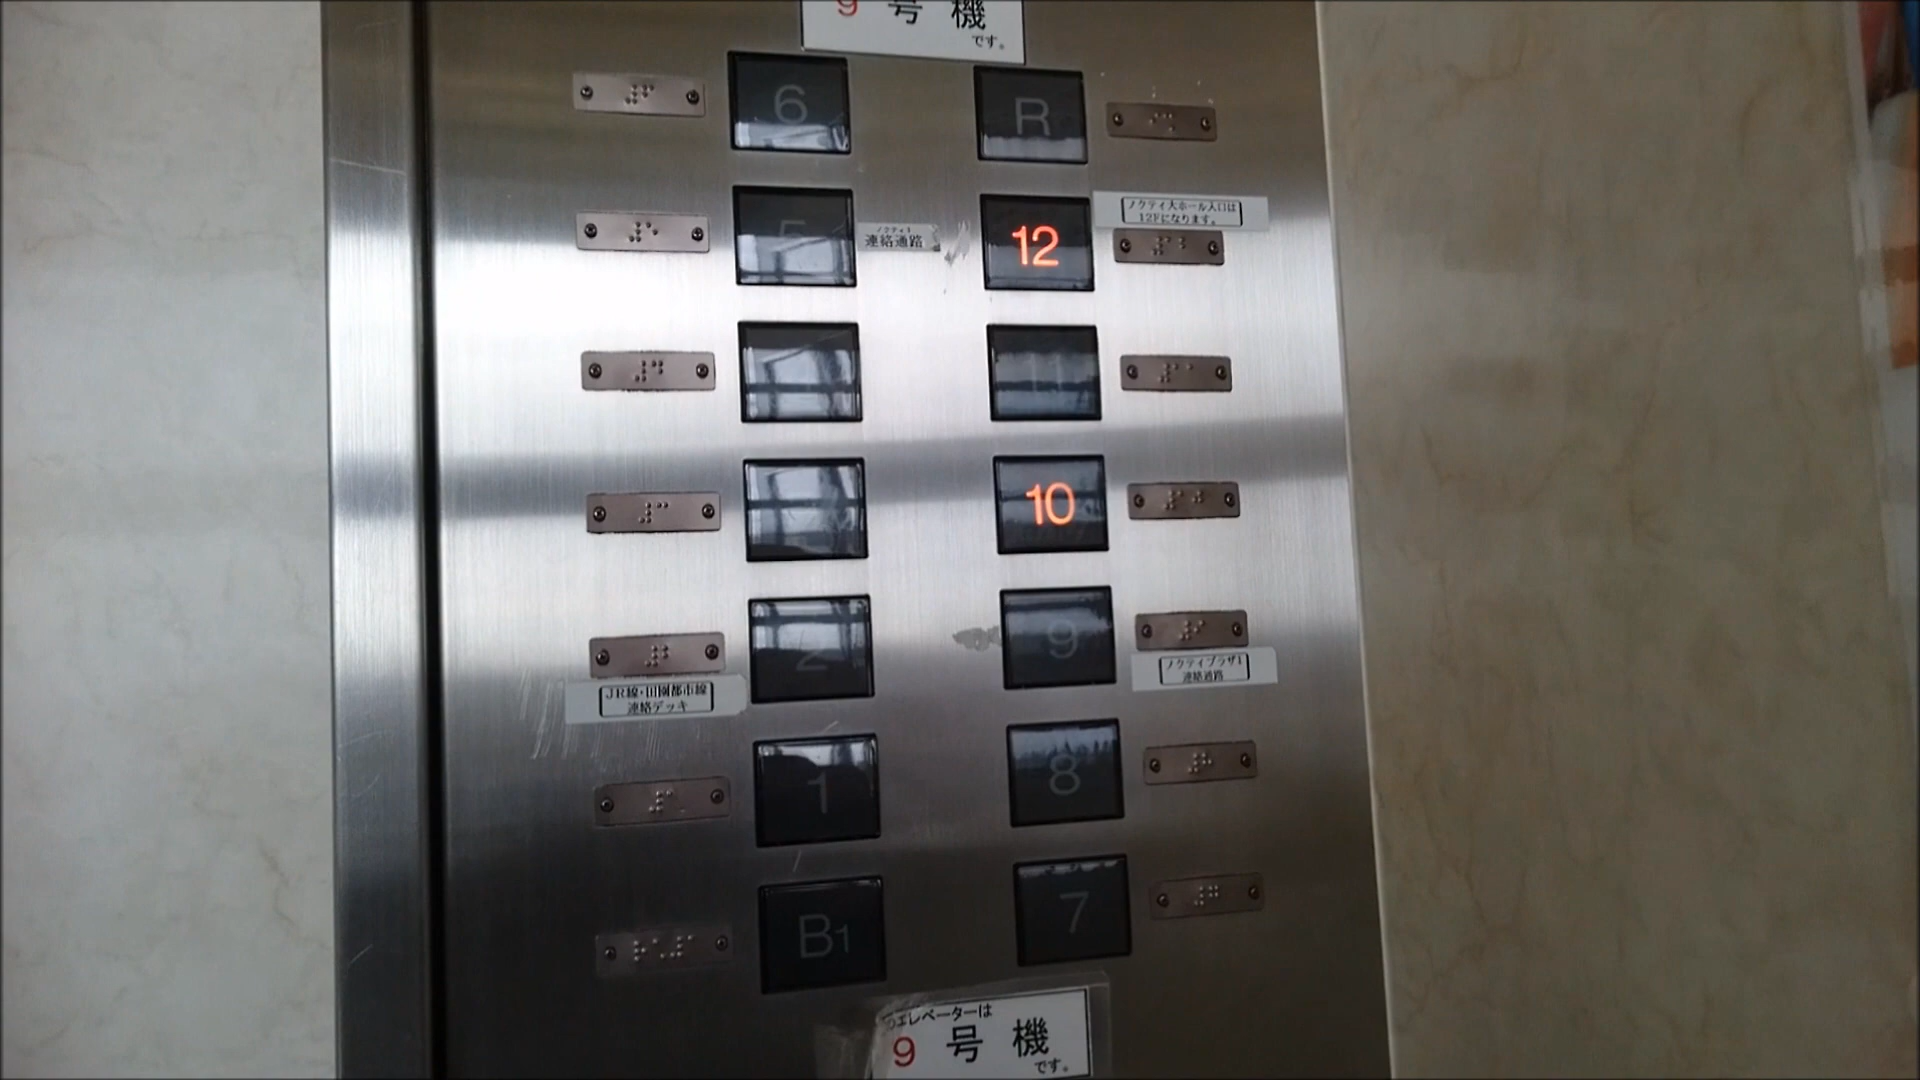 9 号 機
です。
6
R
5
ノクティ1
連絡通路
12
ノクティ大ホール入口は
12Fになります。
11
10
2
JR線・田園都市線
連絡デッキ
9
ノクティプラザ1
連絡通路
1
8
B1
7
エレベーターは
9 号 機
です。